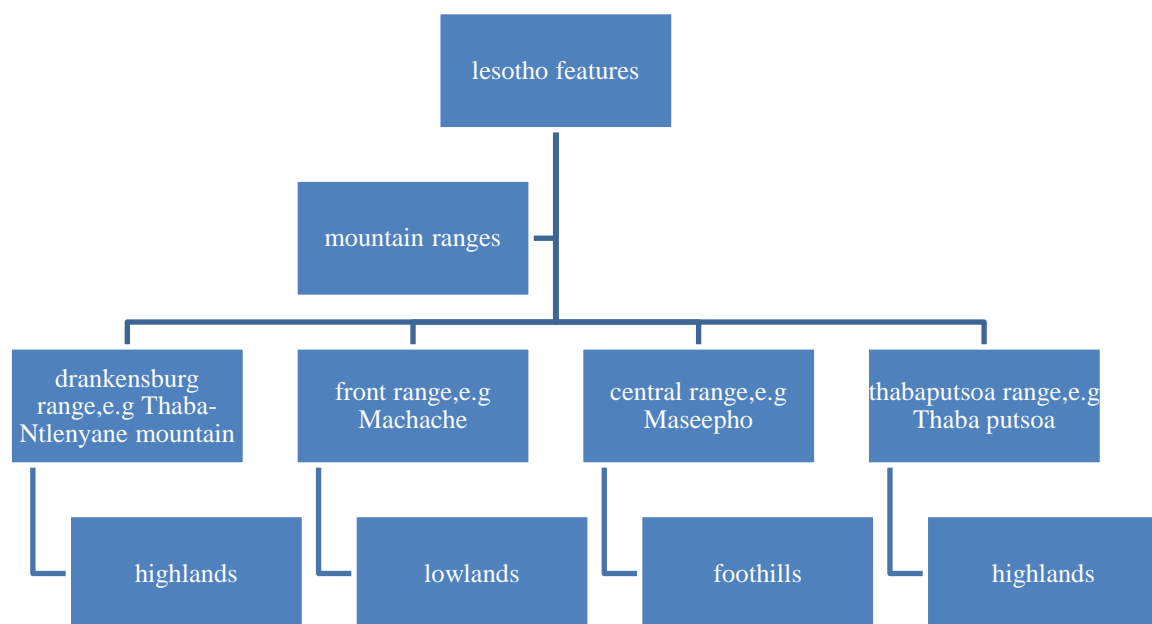 lesotho features
mountain ranges
drankensburg
range,e.g Thaba-
Ntlenyane mountain
front range,e.g
Machache
central range,e.g
Maseepho
thabaputsoa range,e.g
Thaba putsoa
highlands
lowlands
foothills
highlands